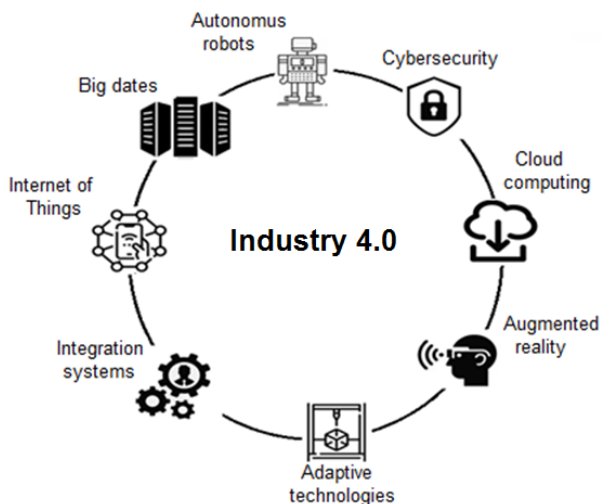 Autonomus
robots
Cybersecurity
Big dates
Cloud
computing
Internet of
Things
Industry 4.0
Augmented
reality
Integration
systems
Adaptive
technologies